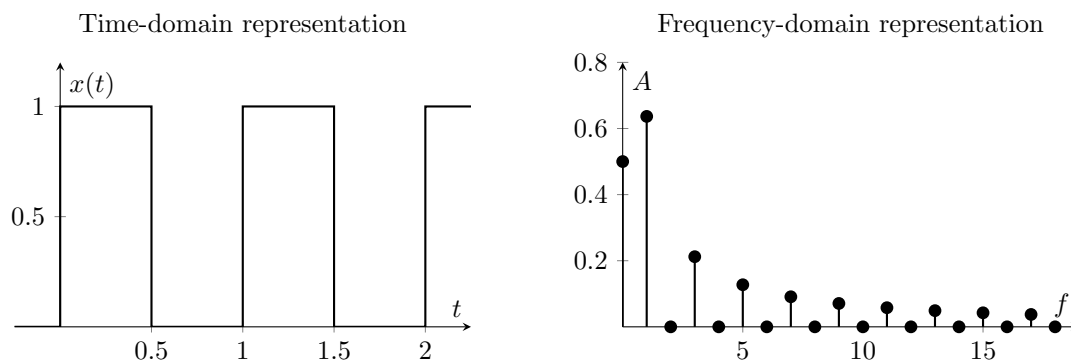 Time-domain representation
x(t)
1
0.5
t
0.5 1 1.5 2
Frequency-domain representation
0.8
A
0.6
0.4
0.2
f
5 10 15